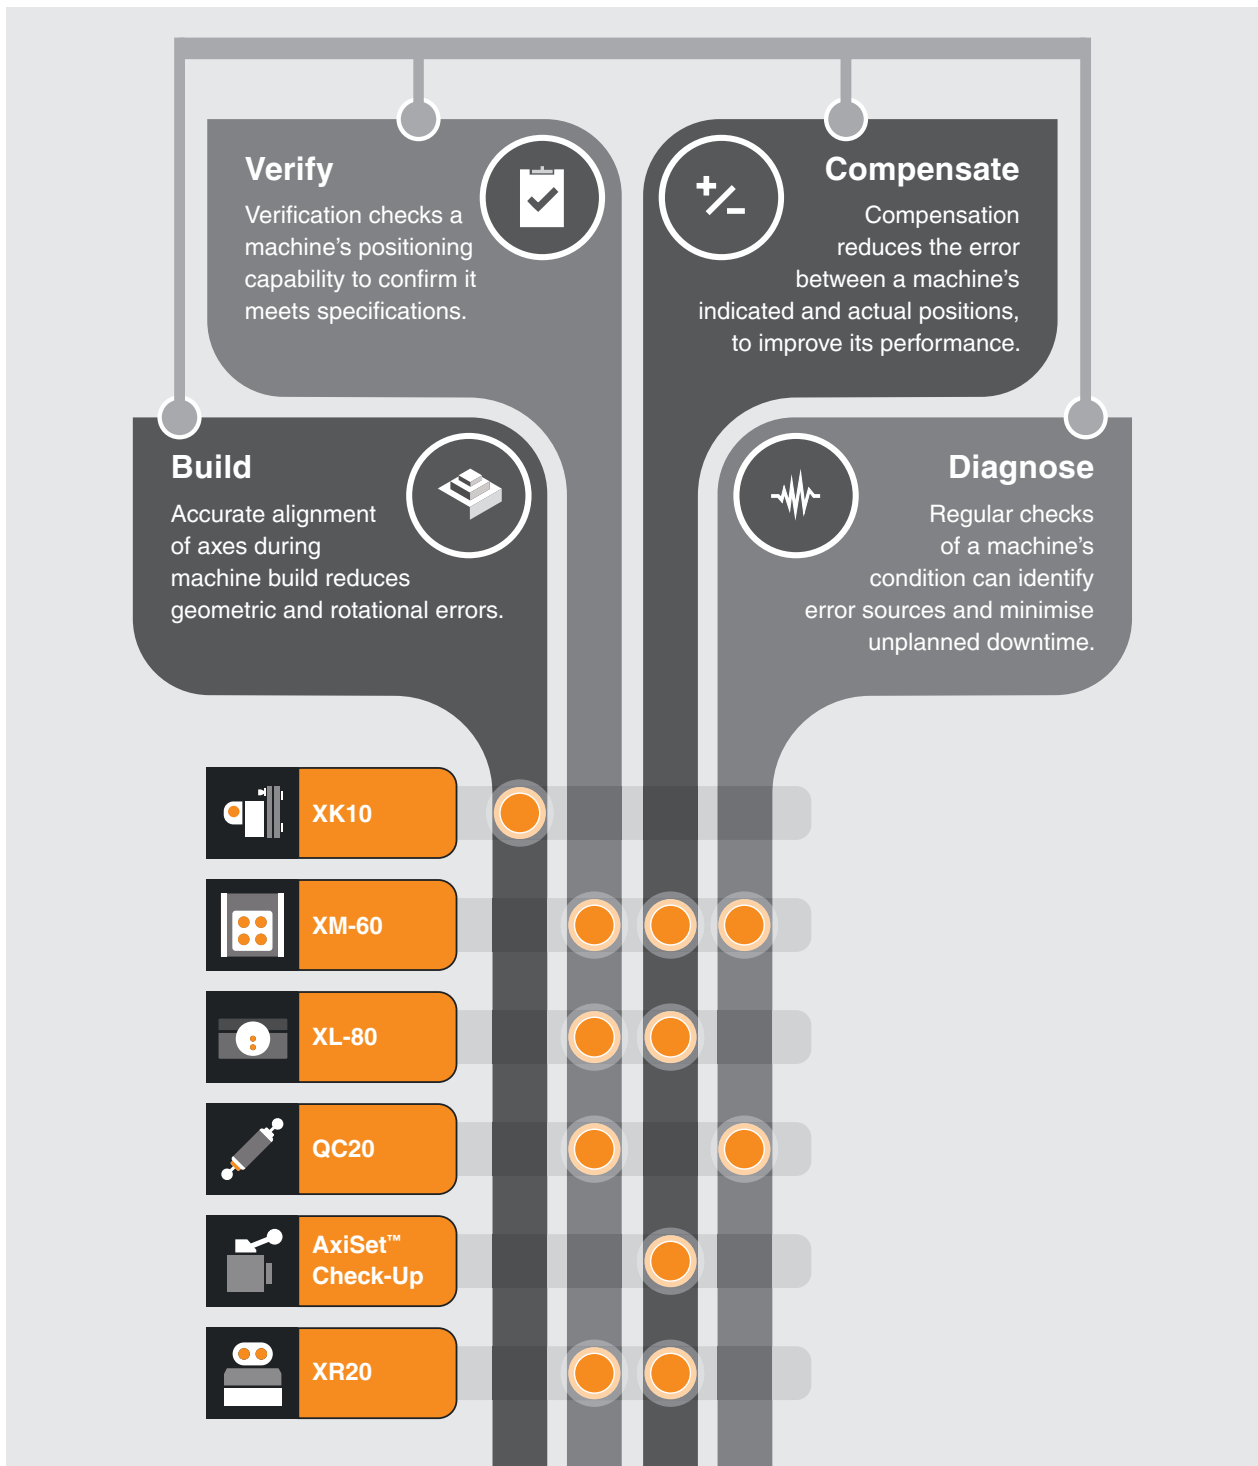 Verify
Verification checks a
machine's positioning
capability to confirm it
meets specifications.
Compensate
Compensation
reduces the error
between a machine's
indicated and actual positions,
to improve its performance.
Build
Accurate alignment
of axes during
machine build reduces
geometric and rotational errors.
Diagnose
Regular checks
of a machine's
condition can identify
error sources and minimise
unplanned downtime.
XK10
XM-60
XL-80
QC20
AxiSet™
Check-Up
XR20